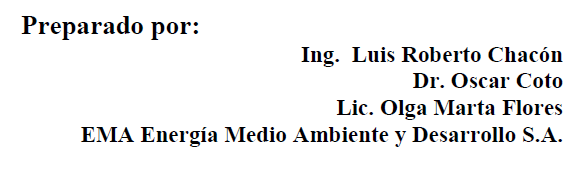 Preparado por:
Ing. Luis Roberto Chacón
Dr. Oscar Coto
Lic. Olga Marta Flores
EMA Energía Medio Ambiente y Desarrollo S.A.